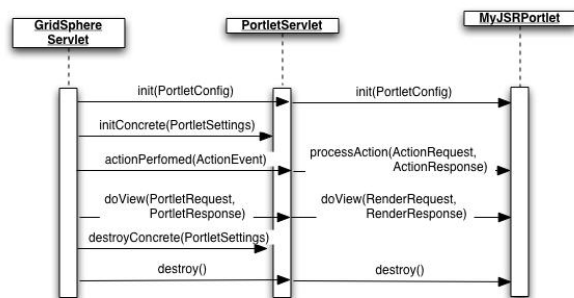 GridSphere
Servlet
PortletServlet
MyJSRPortlet
init(PortletConfig)
init(PortletConfig)
initConcrete(PortletSettings)
actionPerfomed(ActionEvent)
processAction(ActionRequest,
ActionResponse)
doView(PortletRequest,
PortletResponse)
doView(RenderRequest,
RenderResponse)
destroyConcrete(PortletSettings)
destroy()
destroy()